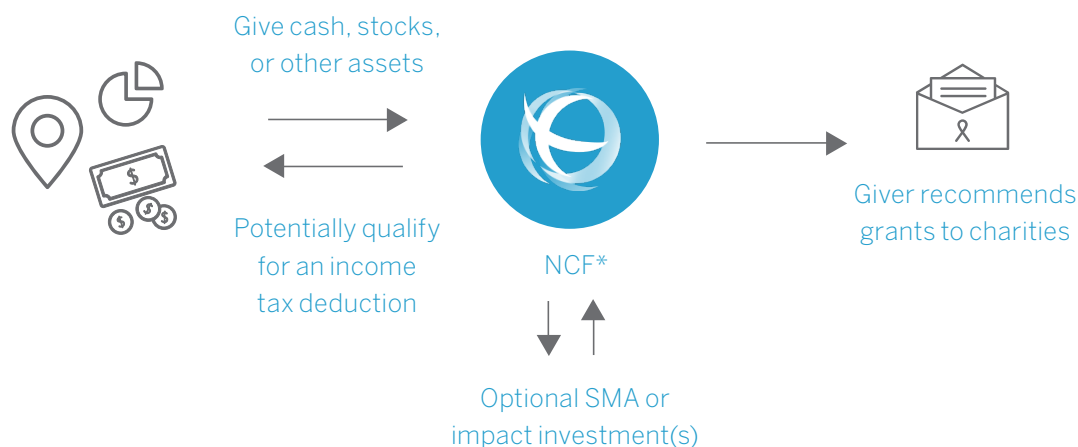 Give cash, stocks,
or other assets
$
$
$
$
Potentially qualify
for an income
tax deduction
NCF*
Giver recommends
grants to charities
Optional SMA or
impact investment(s)